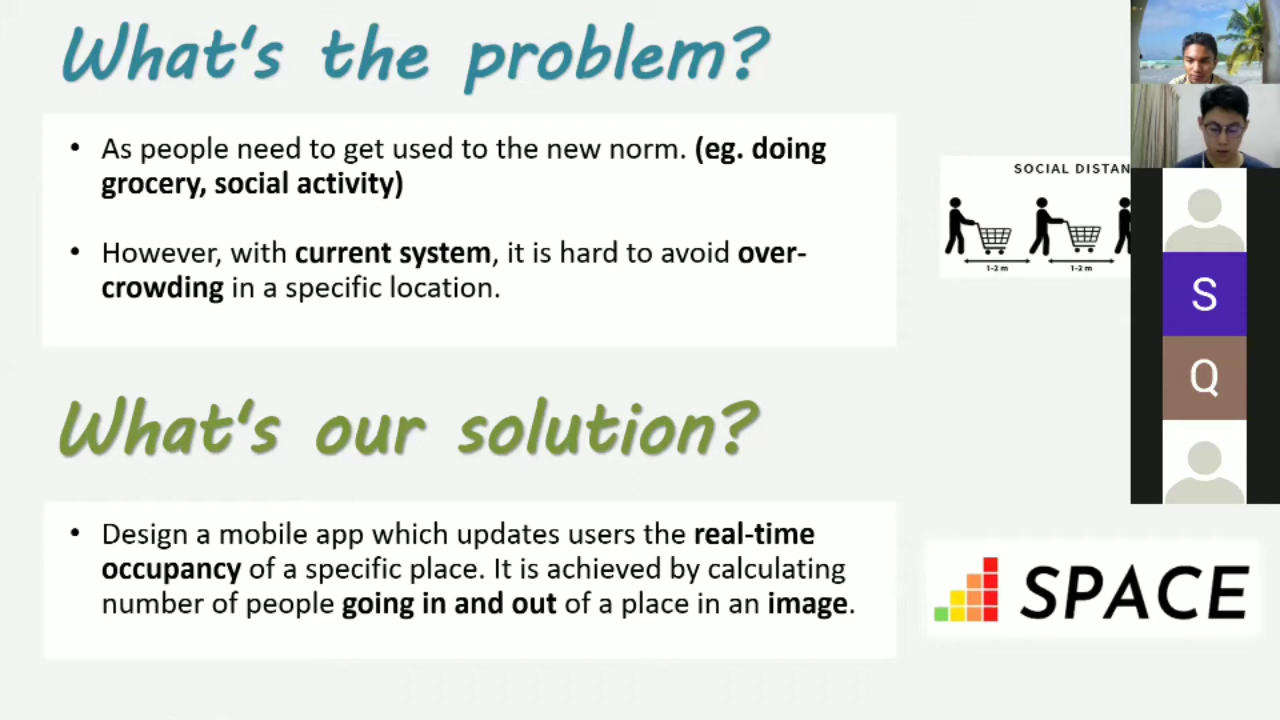 What's the problem?
• As people need to get used to the new norm. (eg. doing
grocery, social activity)
• However, with current system, it is hard to avoid over-
crowding in a specific location.
SOCIAL DISTAN
1-2 m 1-2 m
S
Q
What's our solution?
• Design a mobile app which updates users the real-time
occupancy of a specific place. It is achieved by calculating
number of people going in and out of a place in an image.
SPACE